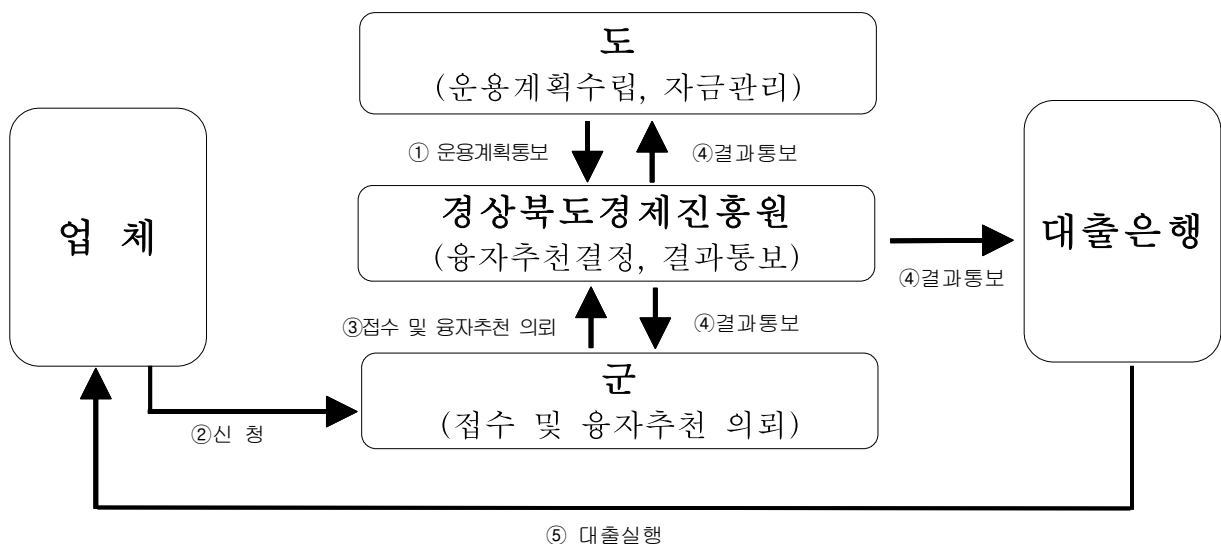 도
(운용계획수립, 자금관리)
① 운용계획통보
④결과통보
경상북도경제진흥원
(융자추천결정, 결과통보)
업 체
대출은행
④결과통보
③접수 및 융자추천 의뢰
④결과통보
군
(접수 및 융자추천 의뢰)
②신 청
⑤ 대출실행